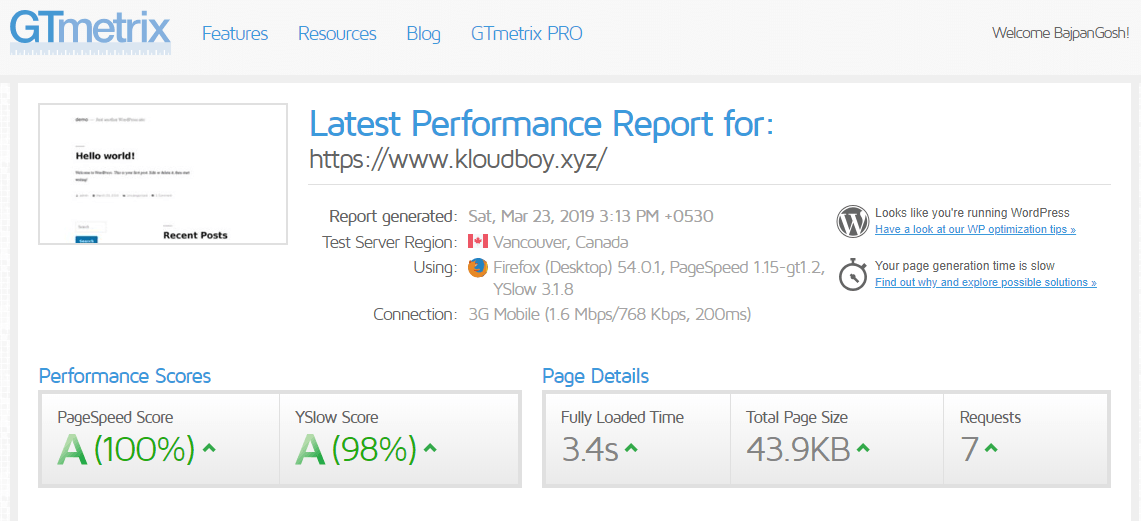 GTmetrix
Features Resources Blog GTmetrix PRO
Welcome BajpanGosh!
Hello world!
Recent Posts
Latest Performance Report for:
https://www.kloudboy.xyz/
Report generated: Sat, Mar 23, 2019 3:13 PM +0530
Test Server Region: Vancouver, Canada
Using: Firefox (Desktop) 54.0.1, PageSpeed 1.15-gt1.2,
YSlow 3.1.8
Connection: 3G Mobile (1.6 Mbps/768 Kbps, 200ms)
Looks like you're running WordPress
Have a look at our WP optimization tips »
Your page generation time is slow
Find out why and explore possible solutions »
Performance Scores
PageSpeed Score
A (100%)
YSlow Score
A (98%)
Page Details
Fully Loaded Time
3.4s
Total Page Size
43.9KB
Requests
7